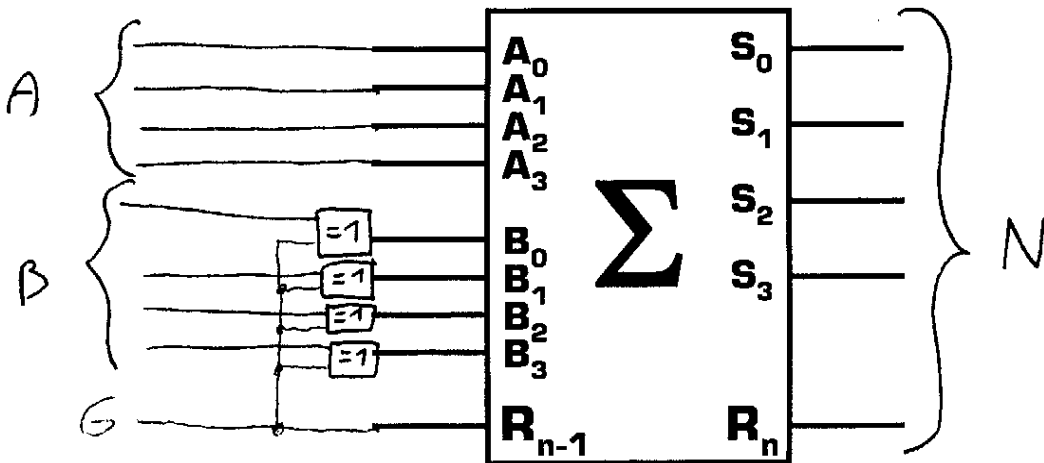 A
B
G
=1
=1
=1
=1
A0
A1
A2
A3
B0
B1
B2
B3
Rn-1
Σ
S0
S1
S2
S3
Rn
N